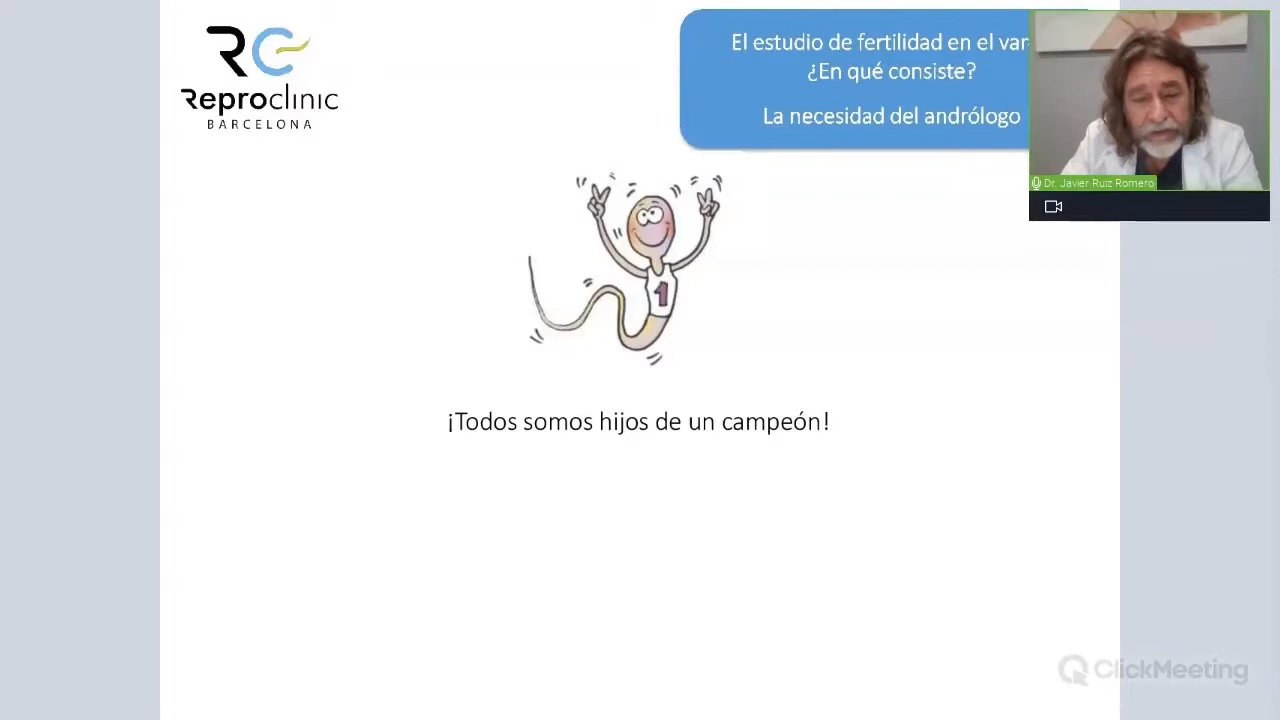 RC
Reproclinic
BARCELONA
El estudio de fertilidad en el var
¿En qué consiste?
La necesidad del andrólogo
Dr. Javier Ruiz Romero
1
¡Todos somos hijos de un campeón!
ClickMeeting